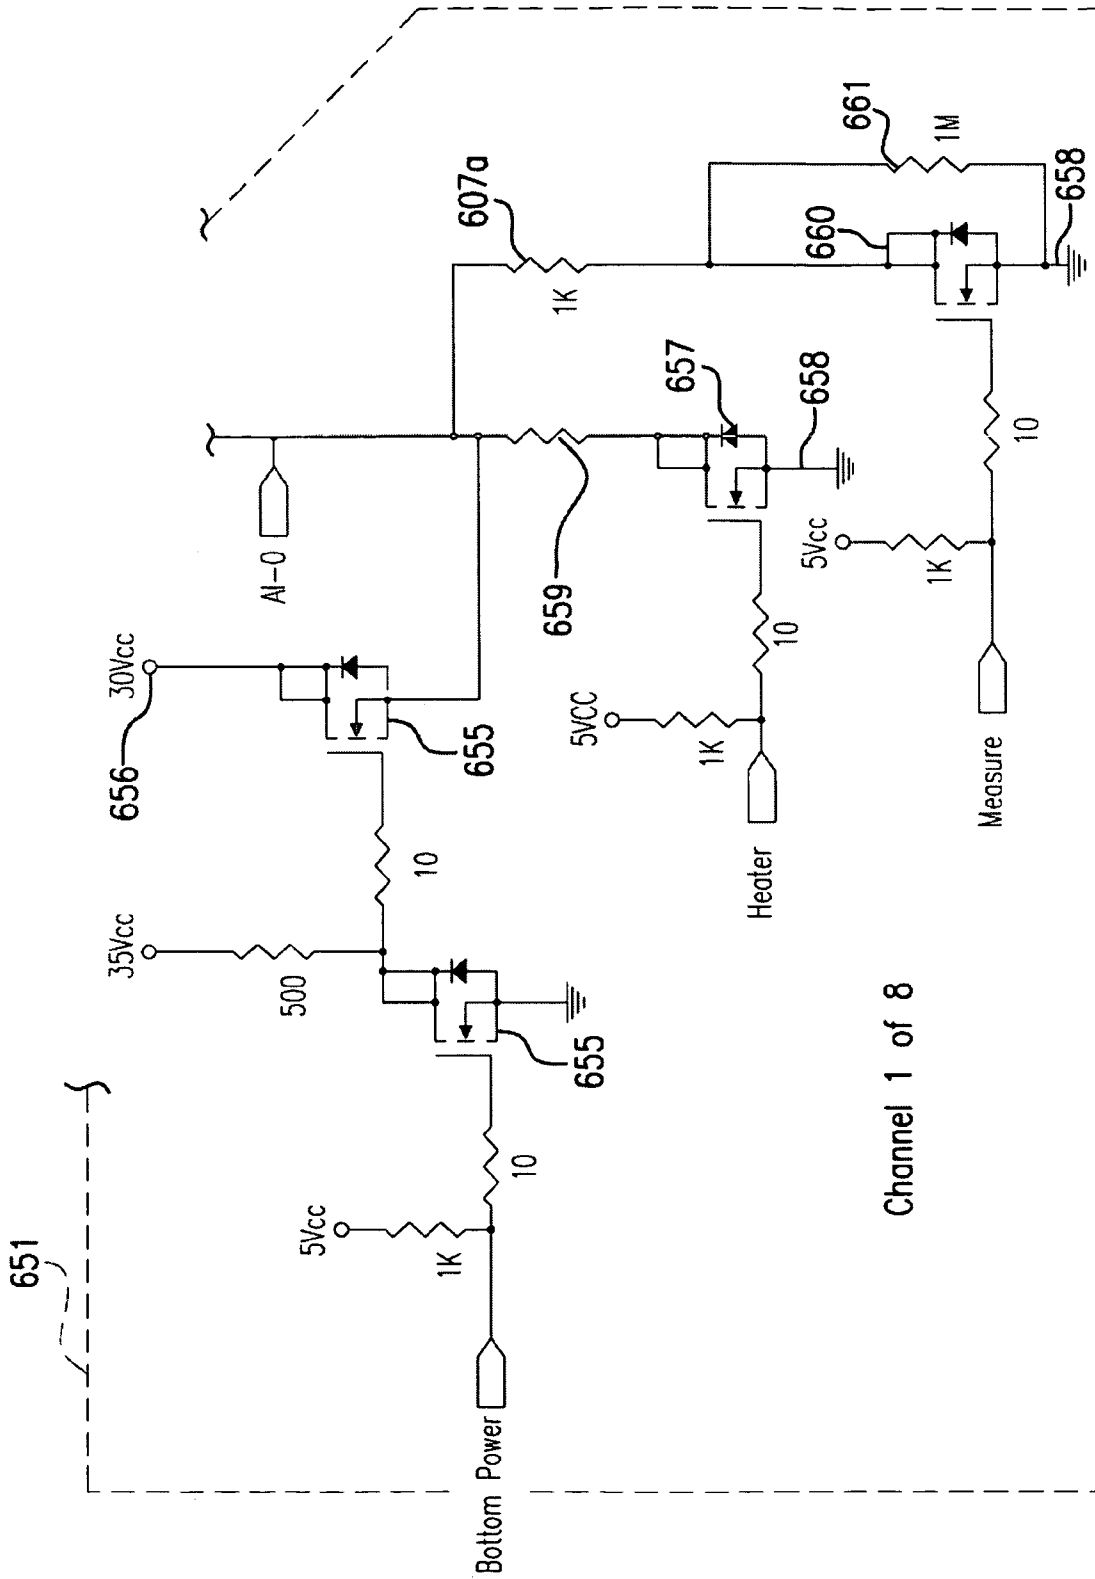 651
Bottom Power
5Vcc
1K
10
655
35Vcc
500
10
656
30Vcc
655
AI-0
659
Heater
5VCC
1K
10
657
658
607a
1K
Measure
5Vcc
1K
10
660
661
1M
658
Channel 1 of 8